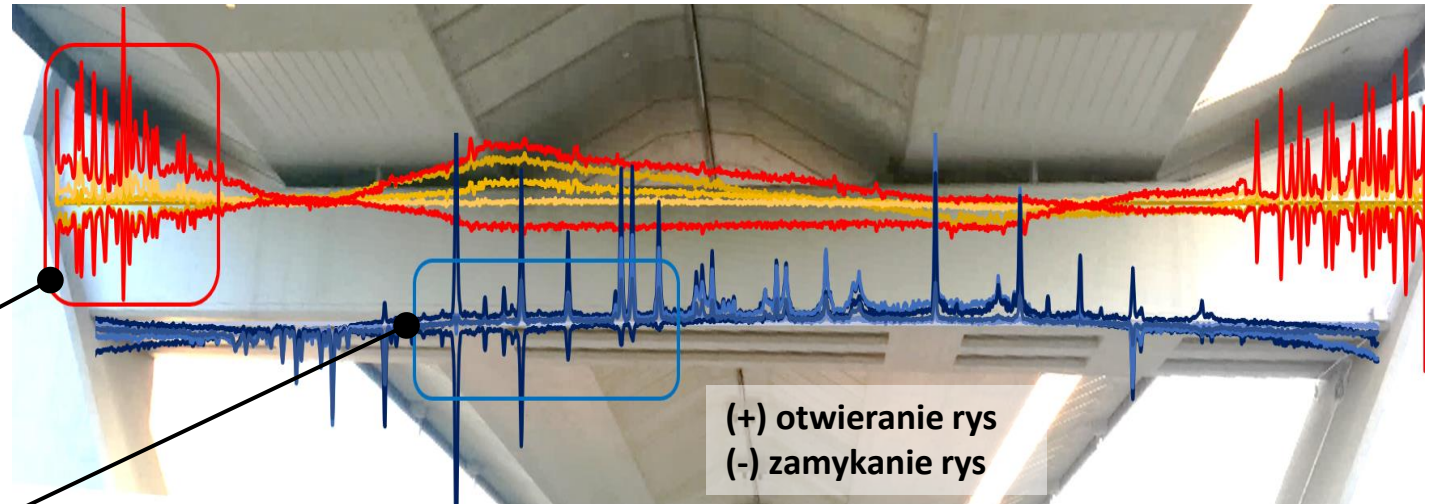 (+) otwieranie rys
(-) zamykanie rys